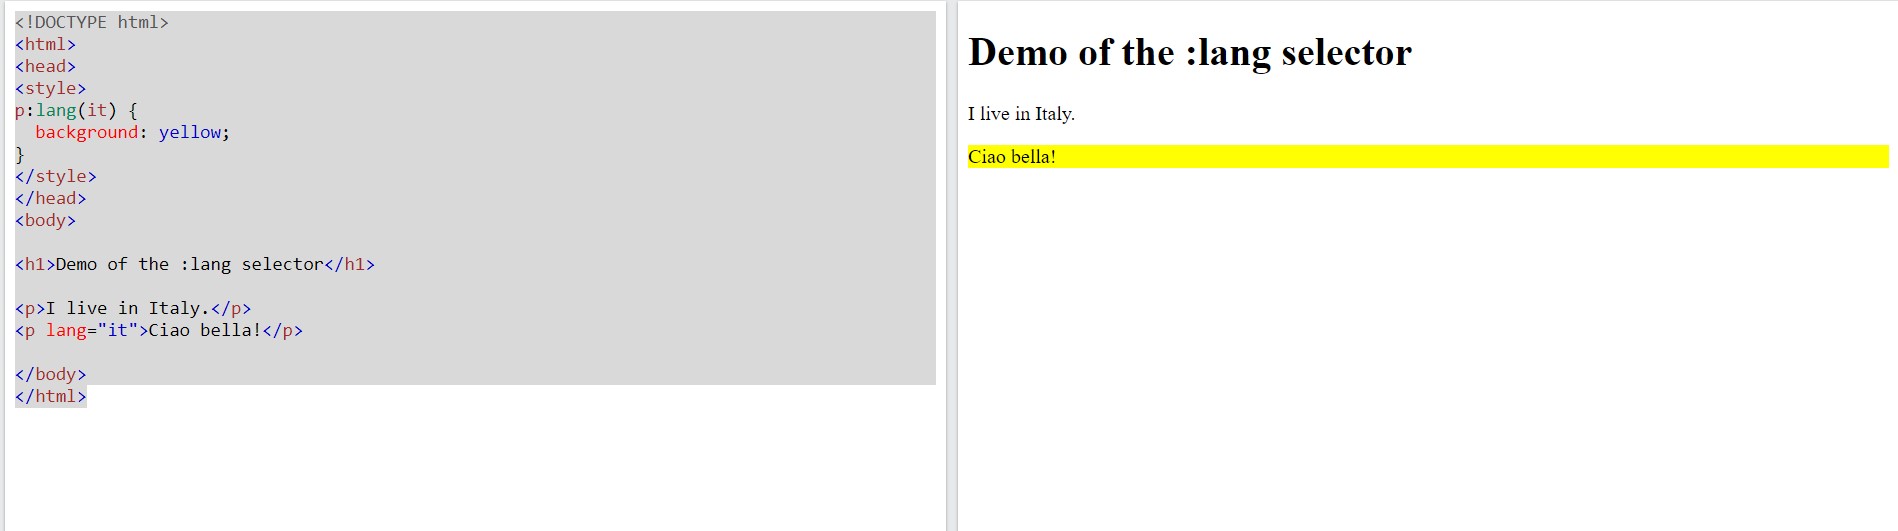 <!DOCTYPE html>
<html>
<head>
<style>
p:lang(it) {
  background: yellow;
}
</style>
</head>
<body>

<h1>Demo of the :lang selector</h1>

<p>I live in Italy.</p>
<p lang="it">Ciao bella!</p>

</body>
</html>
Demo of the :lang selector
I live in Italy.
Ciao bella!